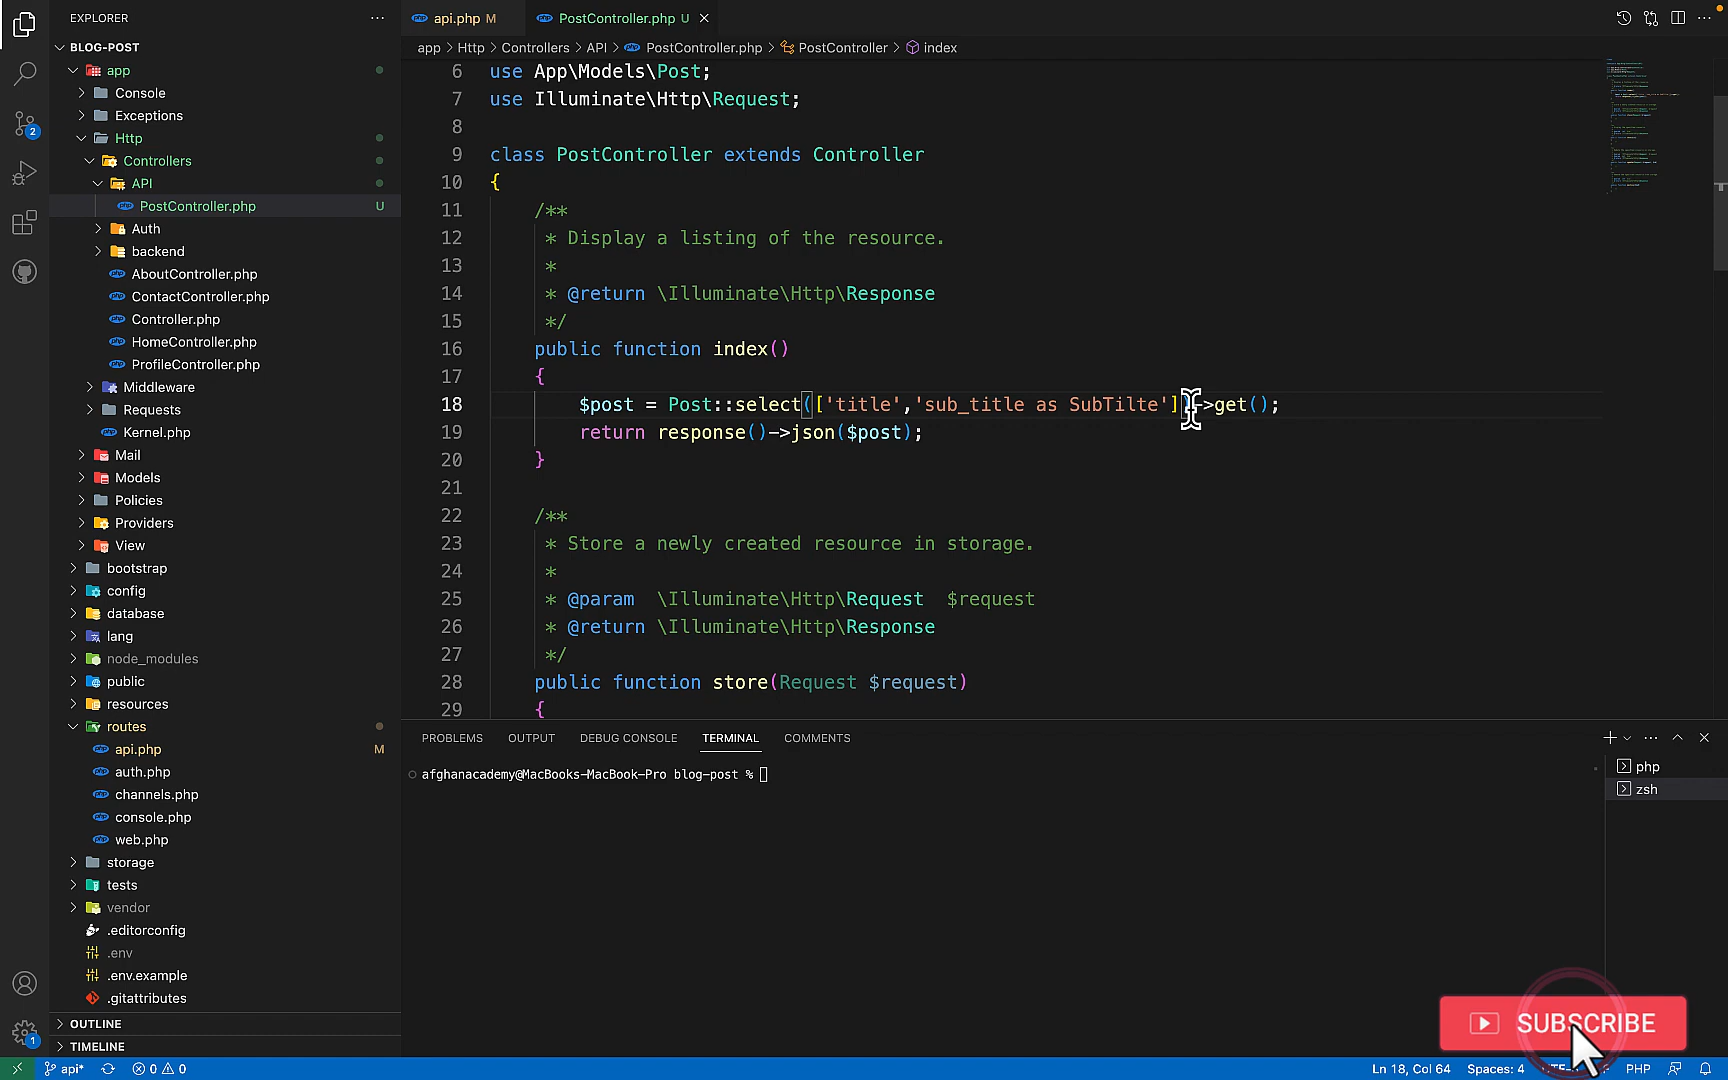 EXPLORER
BLOG-POST
app
Console
Exceptions
Http
Controllers
API
PostController.php U
Auth
backend
AboutController.php
ContactController.php
Controller.php
HomeController.php
ProfileController.php
Middleware
Requests
Kernel.php
Mail
Models
Policies
Providers
View
bootstrap
config
database
lang
node_modules
public
resources
routes
api.php M
auth.php
channels.php
console.php
web.php
storage
tests
vendor
.editorconfig
.env
.env.example
.gitattributes
OUTLINE
TIMELINE
2
1
api.php M
PostController.php U
app > Http > Controllers > API > PostController.php > PostController > index
6 use App\Models\Post;
7 use Illuminate\Http\Request;
8
9 class PostController extends Controller
10 {
11 /**
12 * Display a listing of the resource.
13 *
14 * @return \Illuminate\Http\Response
15 */
16 public function index()
17 {
18 $post = Post::select(['title','sub_title as SubTilte'])->get();
19 return response()->json($post);
20 }
21
22 /**
23 * Store a newly created resource in storage.
24 *
25 * @param \Illuminate\Http\Request $request
26 * @return \Illuminate\Http\Response
27 */
28 public function store(Request $request)
29 {
PROBLEMS OUTPUT DEBUG CONSOLE TERMINAL COMMENTS
afghanacademy@MacBooks-MacBook-Pro blog-post %
php
zsh
SUBSCRIBE
api* 0 0
Ln 18, Col 64 Spaces: 4 PHP